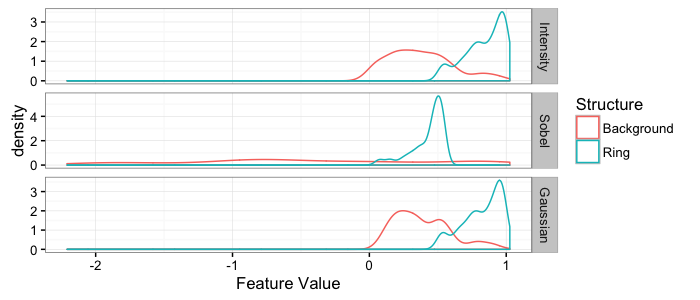 density
3
2
1
0
Intensity
4
2
0
Sobel
3
2
1
0
Gaussian
-2 -1 0 1
Feature Value
Structure
Background
Ring